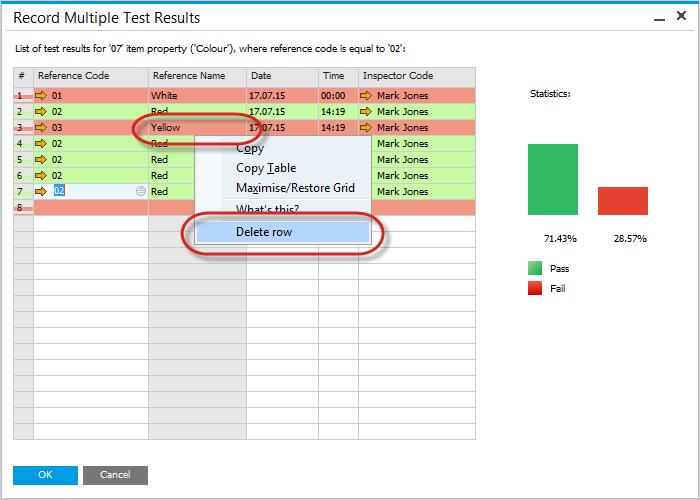 Record Multiple Test Results
List of test results for '07' item property ('Colour'), where reference code is equal to '02':
# Reference Code Reference Name Date Time Inspector Code
1 01 White 17.07.15 00:00 Mark Jones
2 02 Red 17.07.15 14:19 Mark Jones
3 03 Yellow 17.07.15 14:19 Mark Jones
4 02 Red Mark Jones
5 02 Red Mark Jones
6 02 Red Mark Jones
7 02 Red Mark Jones
8
Copy
Copy Table
Maximise/Restore Grid
What's this?
Delete row
Statistics:
71.43% 28.57%
Pass
Fail
OK Cancel